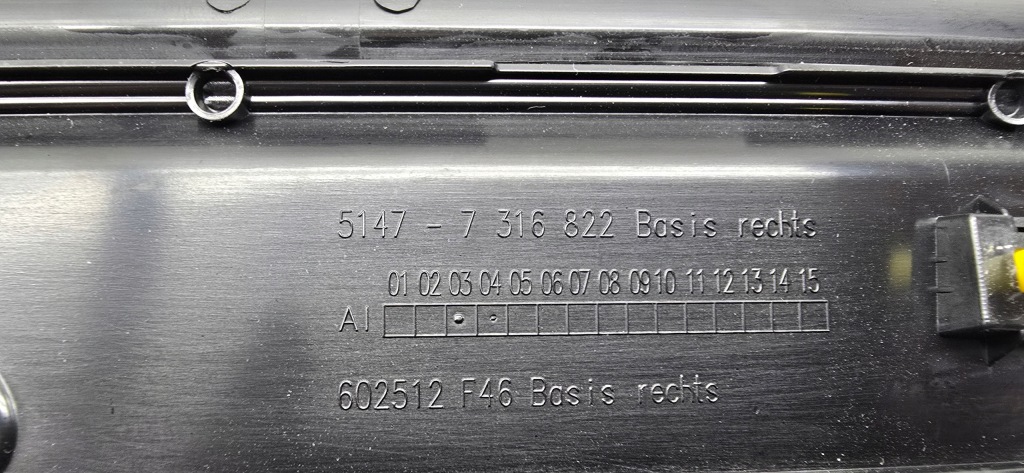 5147 - 7 316 822 Basis rechts
01 02 03 04 05 06 07 08 09 10 11 12 13 14 15
AI
602512 F46 Basis rechts